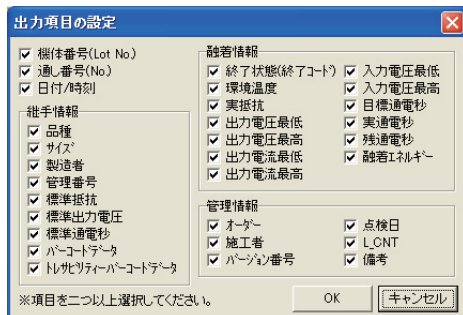 出力項目の設定
機体番号(Lot No.)
通し番号(No.)
日付/時刻
継手情報
品種
ｻｲｽﾞ
製造者
管理番号
標準抵抗
標準出力電圧
標準通電秒
ﾊﾞｰｺｰﾄﾞﾃﾞｰﾀ
ﾄﾚｻﾋﾞﾘﾃｨｰﾊﾞｰｺｰﾄﾞﾃﾞｰﾀ
融着情報
終了状態(終了ｺｰﾄﾞ)
環境温度
実抵抗
出力電圧最低
出力電圧最高
出力電流最低
出力電流最高
入力電圧最低
入力電圧最高
目標通電秒
実通電秒
残通電秒
融着ｴﾈﾙｷﾞｰ
管理情報
ｵｰﾀﾞｰ
施工者
ﾊﾞｰｼﾞｮﾝ番号
点検日
L_CNT
備考
※項目を二つ以上選択してください。
OK
キャンセル